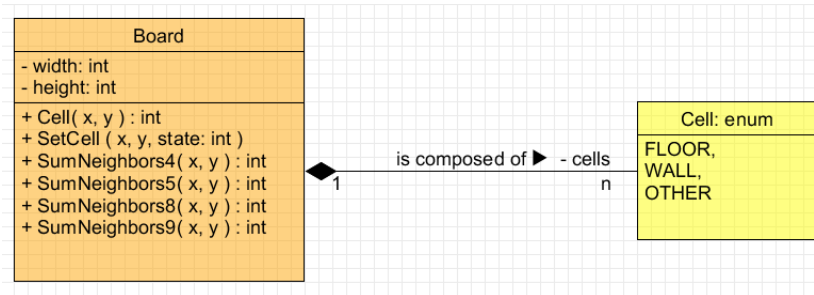 Board
- width: int
- height: int
+ Cell( x, y ) : int
+ SetCell ( x, y, state: int )
+ SumNeighbors4( x, y ) : int
+ SumNeighbors5( x, y ) : int
+ SumNeighbors8( x, y ) : int
+ SumNeighbors9( x, y ) : int
is composed of ▶ - cells
1
n
Cell: enum
FLOOR,
WALL,
OTHER